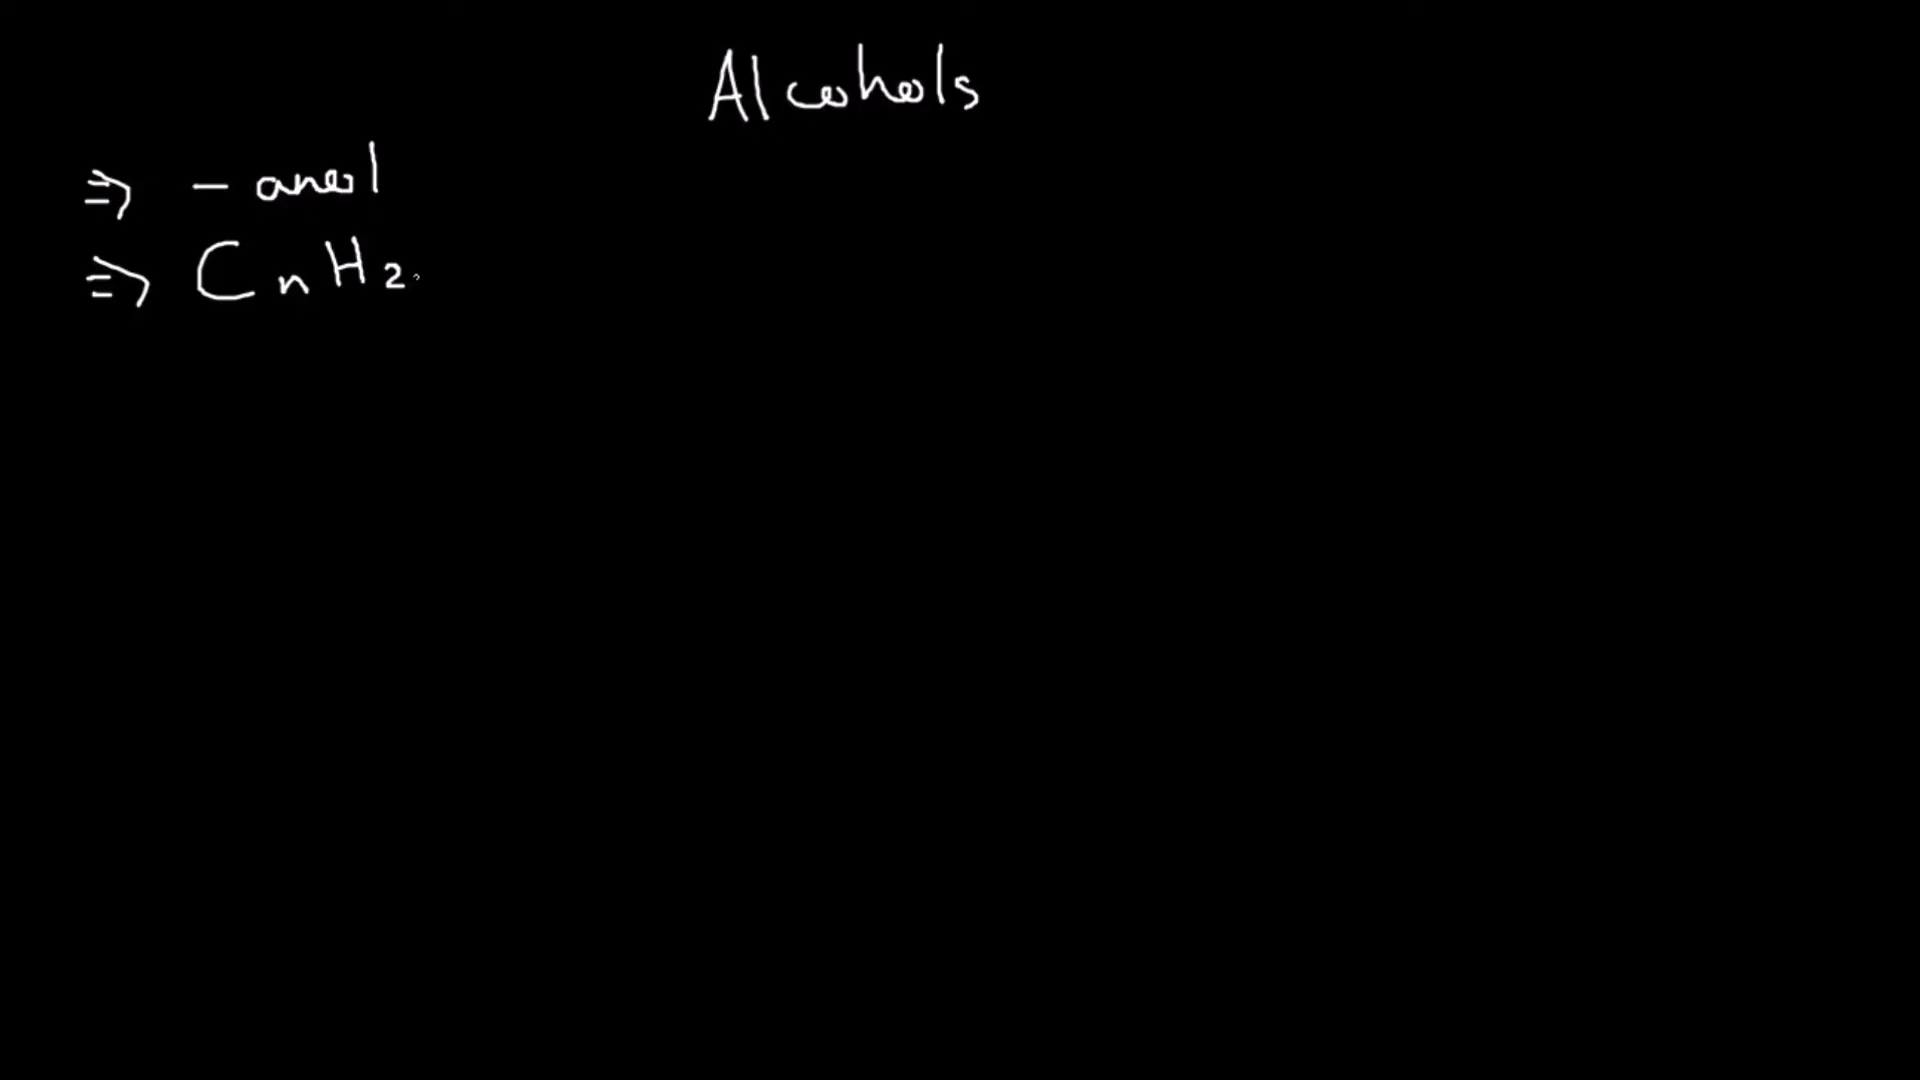 Alcohols
⇒ - anol
⇒ CnH2